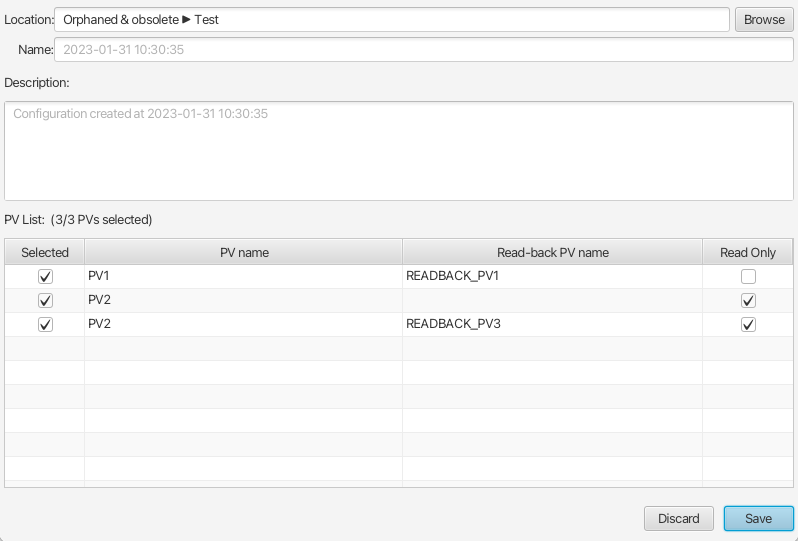 Location: Orphaned & obsolete ▶ Test Browse
Name: 2023-01-31 10:30:35
Description:
Configuration created at 2023-01-31 10:30:35
PV List: (3/3 PVs selected)
Selected PV name Read-back PV name Read Only
PV1 READBACK_PV1
PV2
PV2 READBACK_PV3
Discard Save